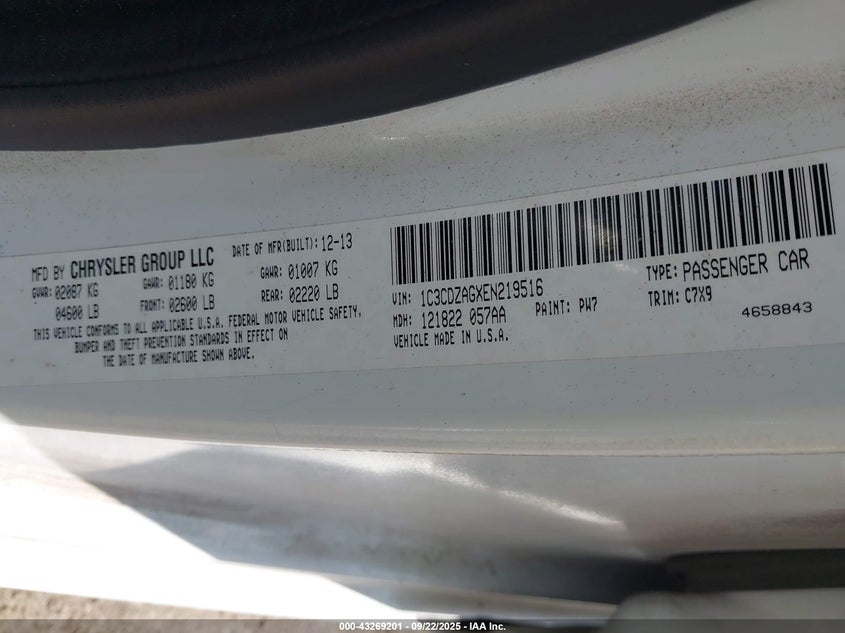 MFD BY CHRYSLER GROUP LLC DATE OF MFR(BUILT): 12-13
GVWR: 02087 KG GAWR: 01180 KG GAWR: 01007 KG
04600 LB FRONT: 02600 LB REAR: 02220 LB
THIS VEHICLE CONFORMS TO ALL APPLICABLE U.S.A. FEDERAL MOTOR VEHICLE SAFETY,
BUMPER AND THEFT PREVENTION STANDARDS IN EFFECT ON
THE DATE OF MANUFACTURE SHOWN ABOVE.
VIN: 1C3CDZAGXEN219516 TYPE: PASSENGER CAR
MDH: 121822 057AA PAINT: PW7 TRIM: C7X9
VEHICLE MADE IN U.S.A. 4658843
000-43269201 - 09/22/2025 - IAA Inc.